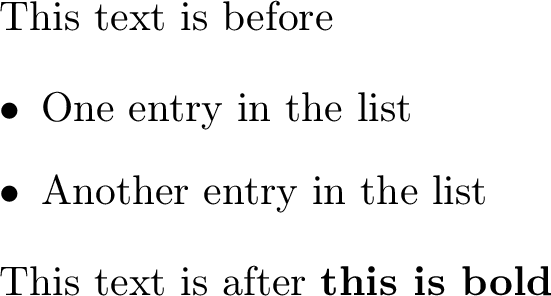 This text is before
• One entry in the list
• Another entry in the list
This text is after this is bold